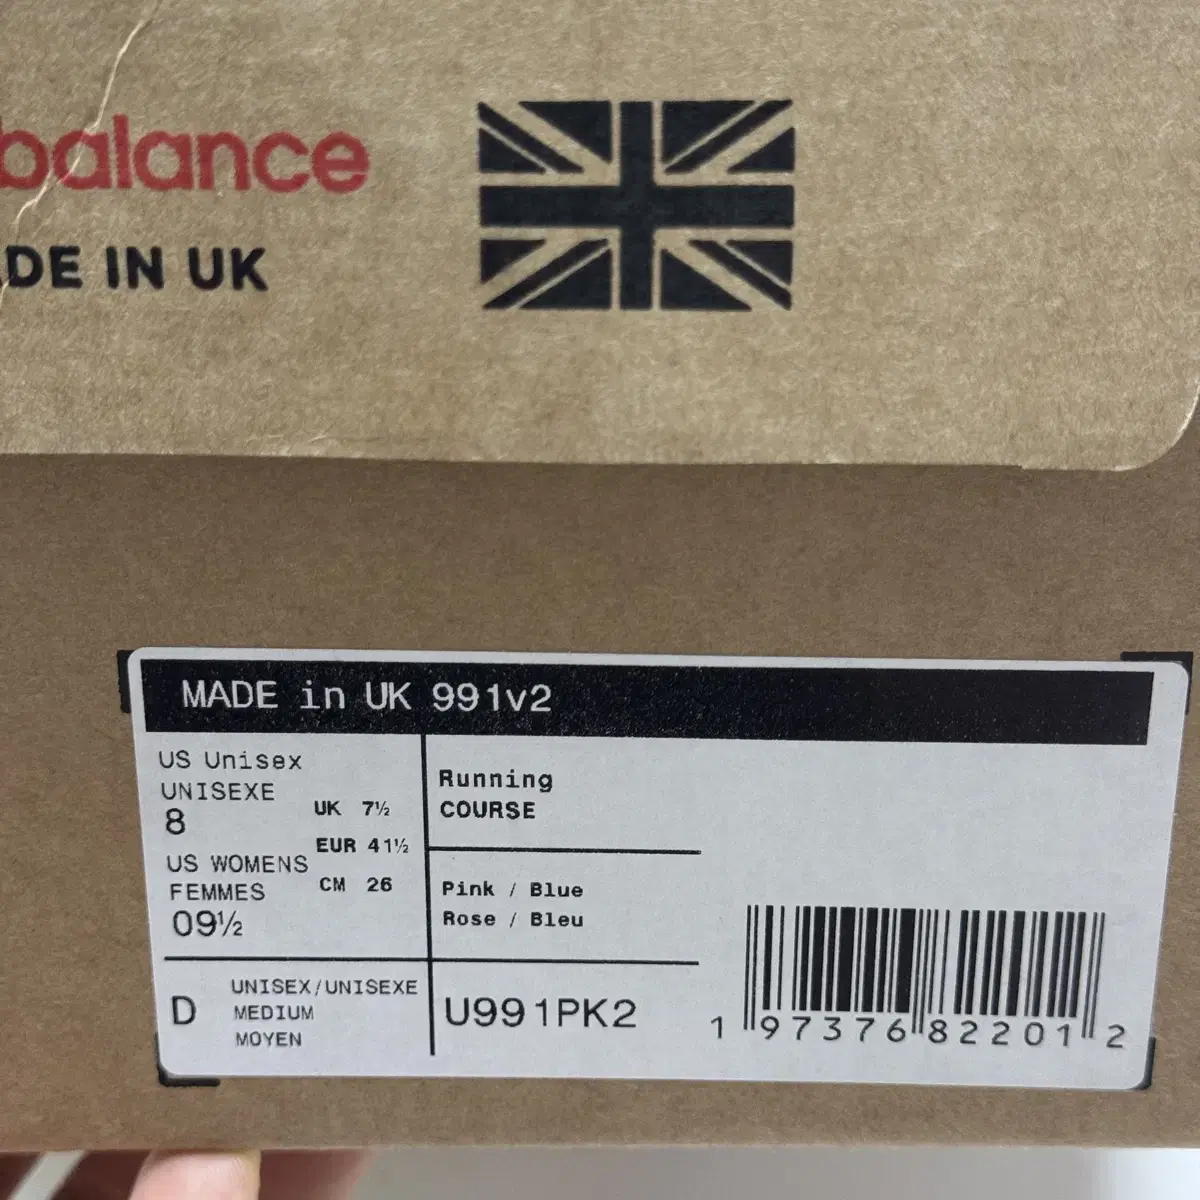 balance
MADE IN UK
MADE in UK 991v2
US Unisex
UNISEXE
8
US WOMENS
FEMMES
09½
UK 7½
EUR 41½
CM 26
Running
COURSE
Pink / Blue
Rose / Bleu
D
UNISEX/UNISEXE
MEDIUM
MOYEN
U991PK2
1 97376 82201 2